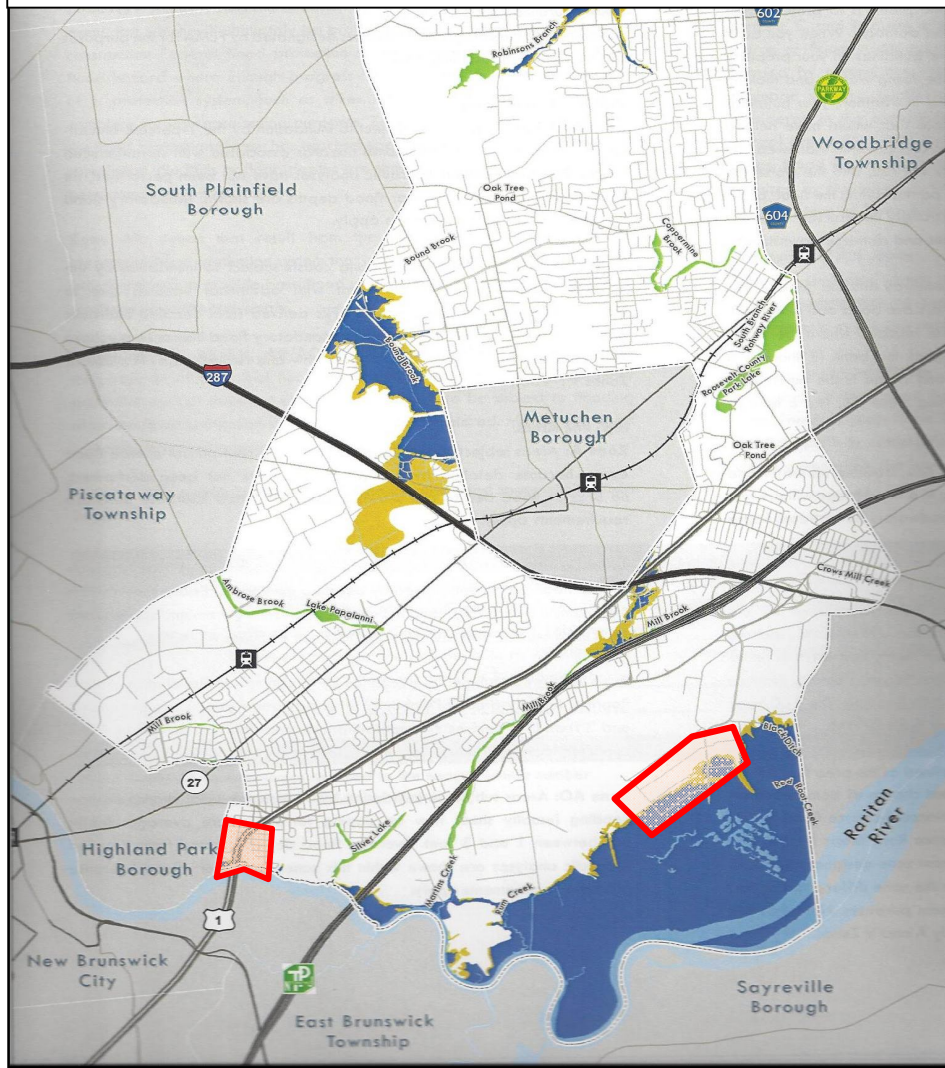 602
Robinsons Branch
PARKWAY
Woodbridge
Township
South Plainfield
Borough
Oak Tree
Pond
604
Coppermine
Brook
Bound Brook
South Branch
Rahway River
Bound Brook
287
Roosevelt County
Park Lake
Metuchen
Borough
Oak Tree
Pond
Piscataway
Township
Crows Mill Creek
Ambrose Brook
Lake Papaianni
Mill Brook
Mill Brook
Mill Brook
Black Ditch
27
Red
Root Creek
Raritan
River
Silver Lake
Highland Park
Borough
Martins Creek
Rum Creek
1
New Brunswick
City
TP
Sayreville
Borough
East Brunswick
Township